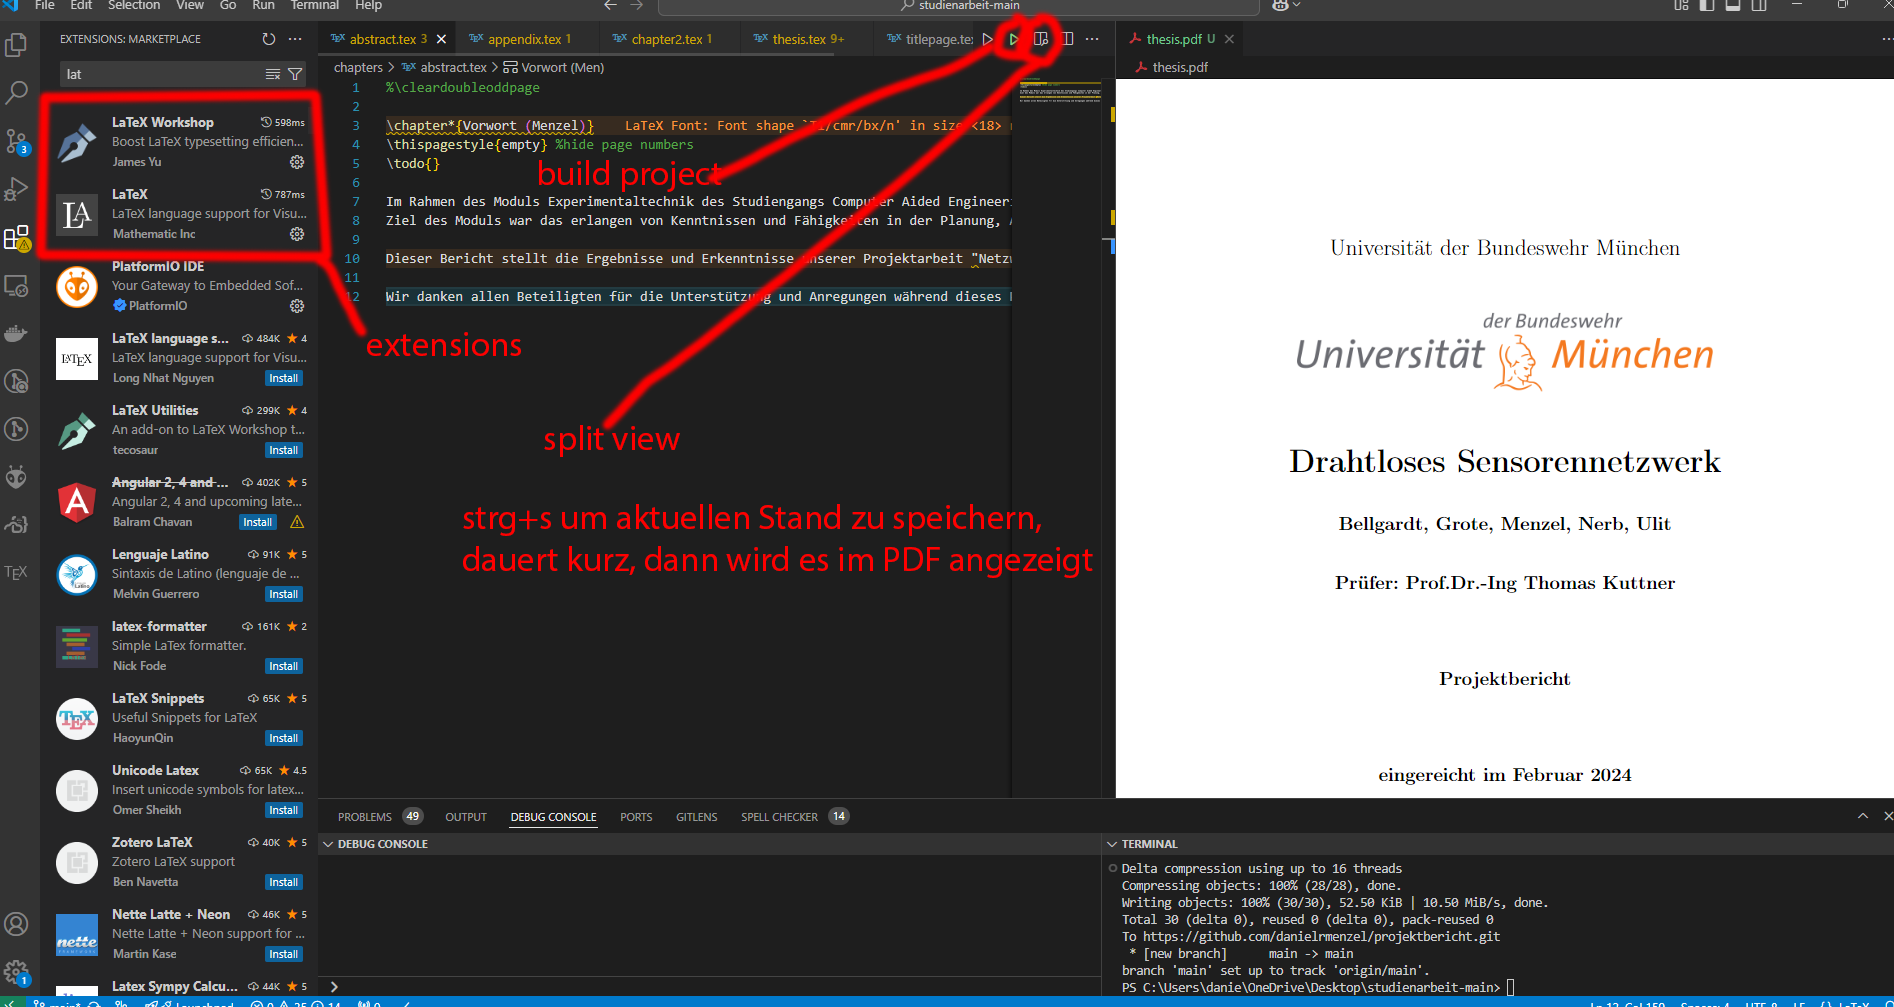 File Edit Selection View Go Run Terminal Help
studienarbeit-main
EXTENSIONS: MARKETPLACE
lat
LaTeX Workshop 598ms
Boost LaTeX typesetting efficien...
James Yu
LaTeX 787ms
LaTeX language support for Visu...
Mathematic Inc
PlatformIO IDE
Your Gateway to Embedded Sof...
PlatformIO
LaTeX language s... 484K 4
LaTeX language support for Visu...
Long Nhat Nguyen Install
LaTeX Utilities 299K 4
An add-on to LaTeX Workshop t...
tecosaur Install
Angular 2, 4 and ... 402K 5
Angular 2, 4 and upcoming late...
Balram Chavan Install
Lenguaje Latino 91K 5
Sintaxis de Latino (lenguaje de ...
Melvin Guerrero Install
latex-formatter 161K 2
Simple LaTex formatter.
Nick Fode Install
LaTeX Snippets 65K 5
Useful Snippets for LaTeX
HaoyunQin Install
Unicode Latex 65K 4.5
Insert unicode symbols for latex...
Omer Sheikh Install
Zotero LaTeX 40K 5
Zotero LaTeX support
Ben Navetta Install
Nette Latte + Neon 46K 5
Nette Latte + Neon support for ...
Martin Kase Install
Latex Sympy Calcu... 44K 5
abstract.tex 3 appendix.tex 1 chapter2.tex 1 thesis.tex 9+ titlepage.tex
chapters > abstract.tex > Vorwort (Men)
1 %\cleardoubleoddpage
2
3 \chapter*{Vorwort (Menzel)} LaTeX Font: Font shape `T1/cmr/bx/n' in size <18>
4 \thispagestyle{empty} %hide page numbers
5 \todo{}
6
7 Im Rahmen des Moduls Experimentaltechnik des Studiengangs Computer Aided Engineeri
8 Ziel des Moduls war das erlangen von Kenntnissen und Fähigkeiten in der Planung,
9
10 Dieser Bericht stellt die Ergebnisse und Erkenntnisse unserer Projektarbeit "Netzw
11
12 Wir danken allen Beteiligten für die Unterstützung und Anregungen während dieses
build project
extensions
split view
strg+s um aktuellen Stand zu speichern,
dauert kurz, dann wird es im PDF angezeigt
thesis.pdf U
thesis.pdf
Universität der Bundeswehr München
der Bundeswehr
Universität München
Drahtloses Sensorennetzwerk
Bellgardt, Grote, Menzel, Nerb, Ulit
Prüfer: Prof.Dr.-Ing Thomas Kuttner
Projektbericht
eingereicht im Februar 2024
PROBLEMS 49 OUTPUT DEBUG CONSOLE PORTS GITLENS SPELL CHECKER 14
DEBUG CONSOLE
TERMINAL
Delta compression using up to 16 threads
Compressing objects: 100% (28/28), done.
Writing objects: 100% (30/30), 52.50 KiB | 10.50 MiB/s, done.
Total 30 (delta 0), reused 0 (delta 0), pack-reused 0
To https://github.com/danielrmenzel/projektbericht.git
* [new branch] main -> main
branch 'main' set up to track 'origin/main'.
PS C:\Users\danie\OneDrive\Desktop\studienarbeit-main>